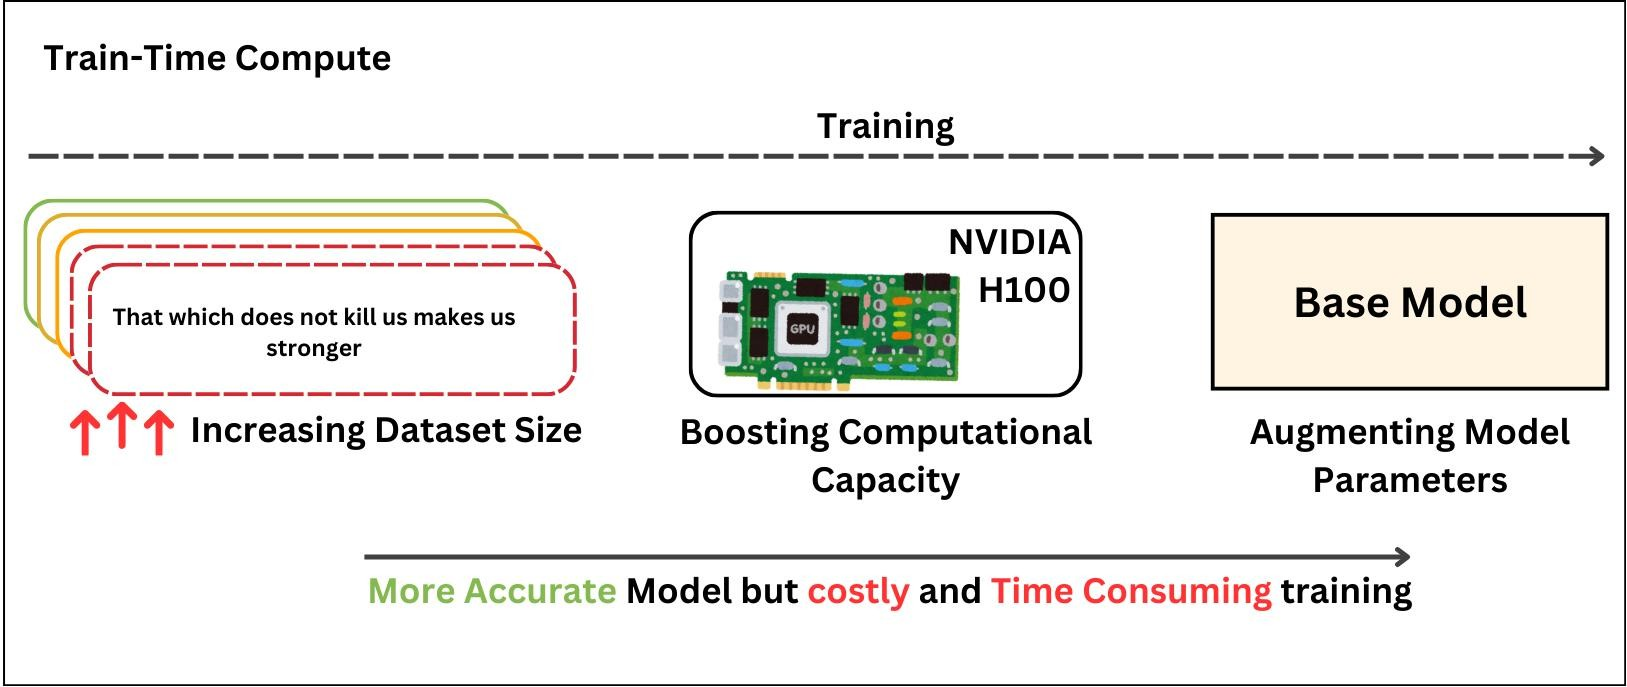 Train-Time Compute
Training
That which does not kill us makes us
stronger
NVIDIA
H100
GPU
Base Model
Increasing Dataset Size
Boosting Computational
Capacity
Augmenting Model
Parameters
More Accurate Model but costly and Time Consuming training